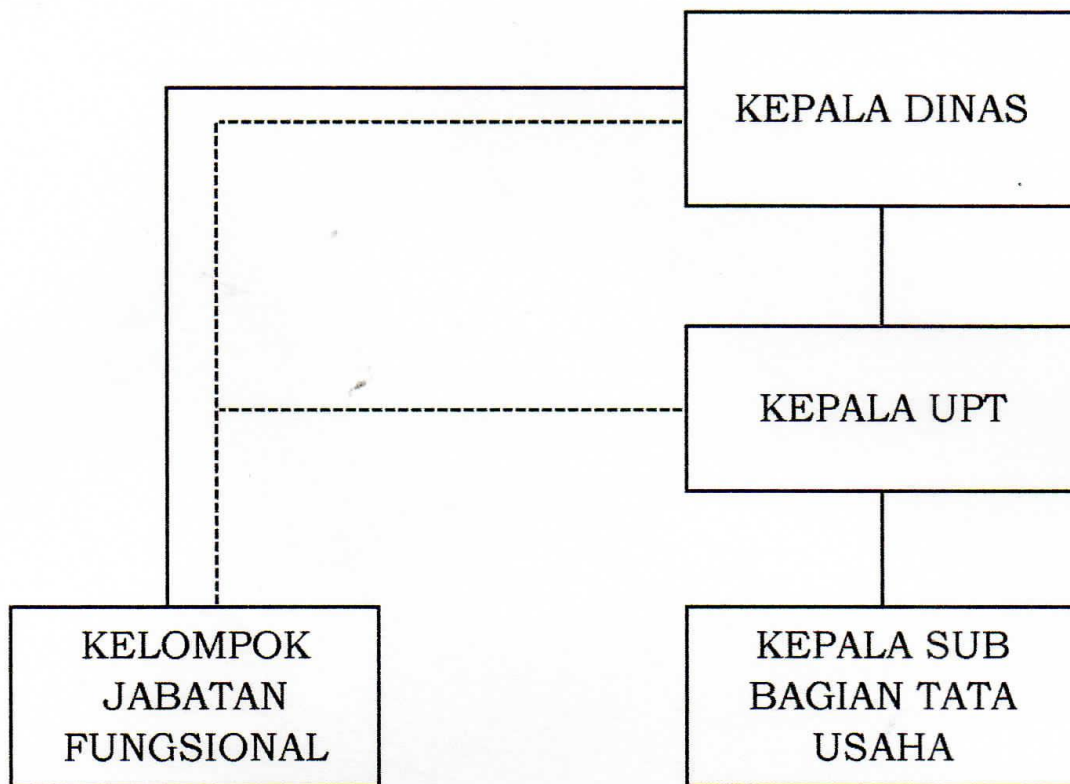 KEPALA DINAS
KEPALA UPT
KELOMPOK
JABATAN
FUNGSIONAL
KEPALA SUB
BAGIAN TATA
USAHA